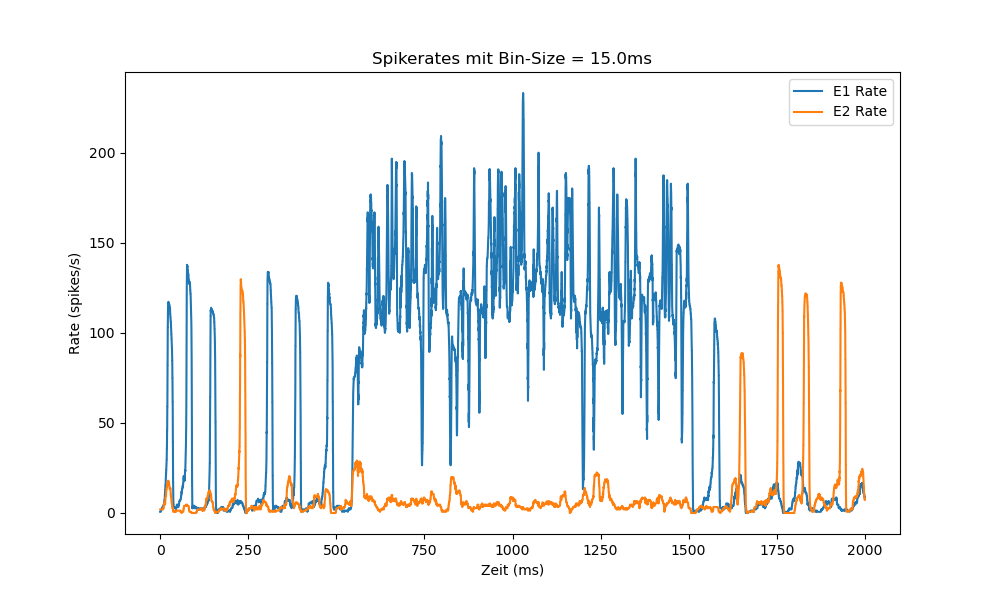 Spikerates mit Bin-Size = 15.0ms
E1 Rate
E2 Rate
Rate (spikes/s)
200
150
100
50
0
0 250 500 750 1000 1250 1500 1750 2000
Zeit (ms)